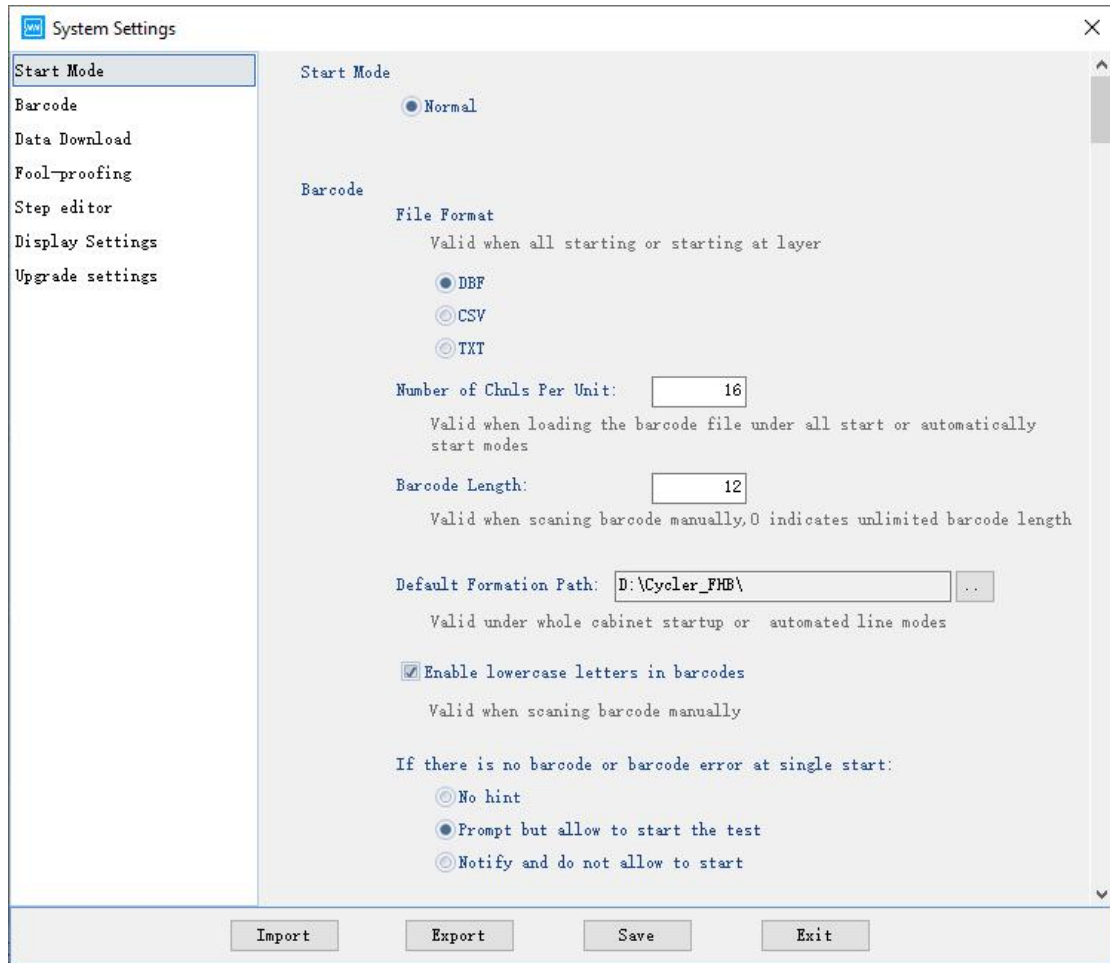 System Settings
Start Mode
Barcode
Data Download
Fool-proofing
Step editor
Display Settings
Upgrade settings
Start Mode
Normal
Barcode
File Format
Valid when all starting or starting at layer
DBF
CSV
TXT
Number of Chnls Per Unit: 16
Valid when loading the barcode file under all start or automatically
start modes
Barcode Length: 12
Valid when scaning barcode manually,0 indicates unlimited barcode length
Default Formation Path: D:\Cycler_FHB\ ..
Valid under whole cabinet startup or automated line modes
Enable lowercase letters in barcodes
Valid when scaning barcode manually
If there is no barcode or barcode error at single start:
No hint
Prompt but allow to start the test
Notify and do not allow to start
Import Export Save Exit